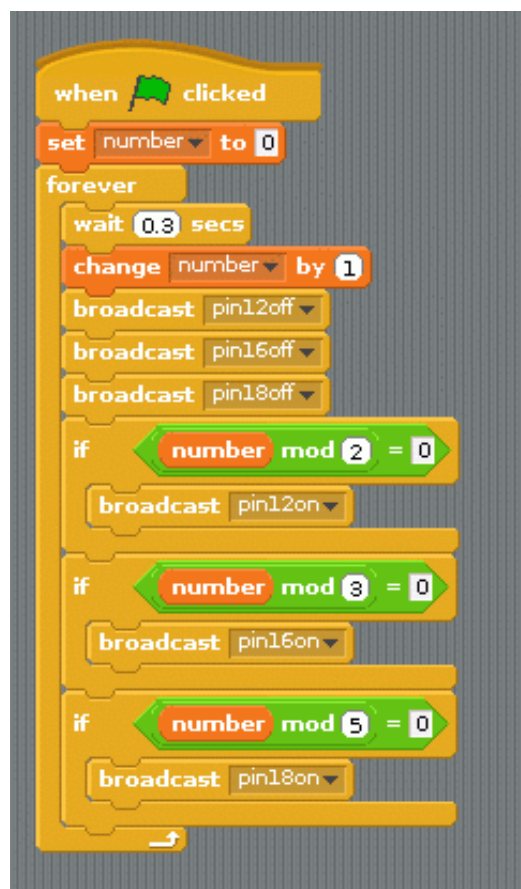 when clicked
set number to 0
forever
wait 0.3 secs
change number by 1
broadcast pin12off
broadcast pin16off
broadcast pin18off
if number mod 2 = 0
broadcast pin12on
if number mod 3 = 0
broadcast pin16on
if number mod 5 = 0
broadcast pin18on